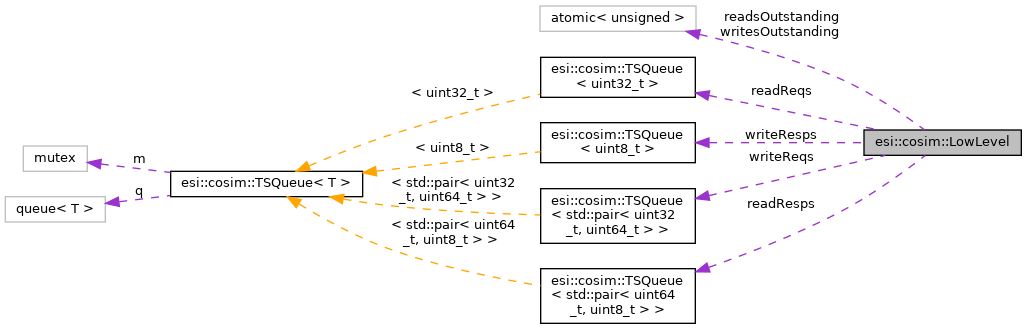 atomic< unsigned >
readsOutstanding
writesOutstanding
esi::cosim::TSQueue
< uint32_t >
< uint32_t >
readReqs
esi::cosim::TSQueue
< uint8_t >
< uint8_t >
writeResps
esi::cosim::LowLevel
writeReqs
mutex
m
esi::cosim::TSQueue< T >
q
queue< T >
< std::pair< uint32
_t, uint64_t > >
esi::cosim::TSQueue
< std::pair< uint32
_t, uint64_t > >
readResps
< std::pair< uint64
_t, uint8_t > >
esi::cosim::TSQueue
< std::pair< uint64
_t, uint8_t > >